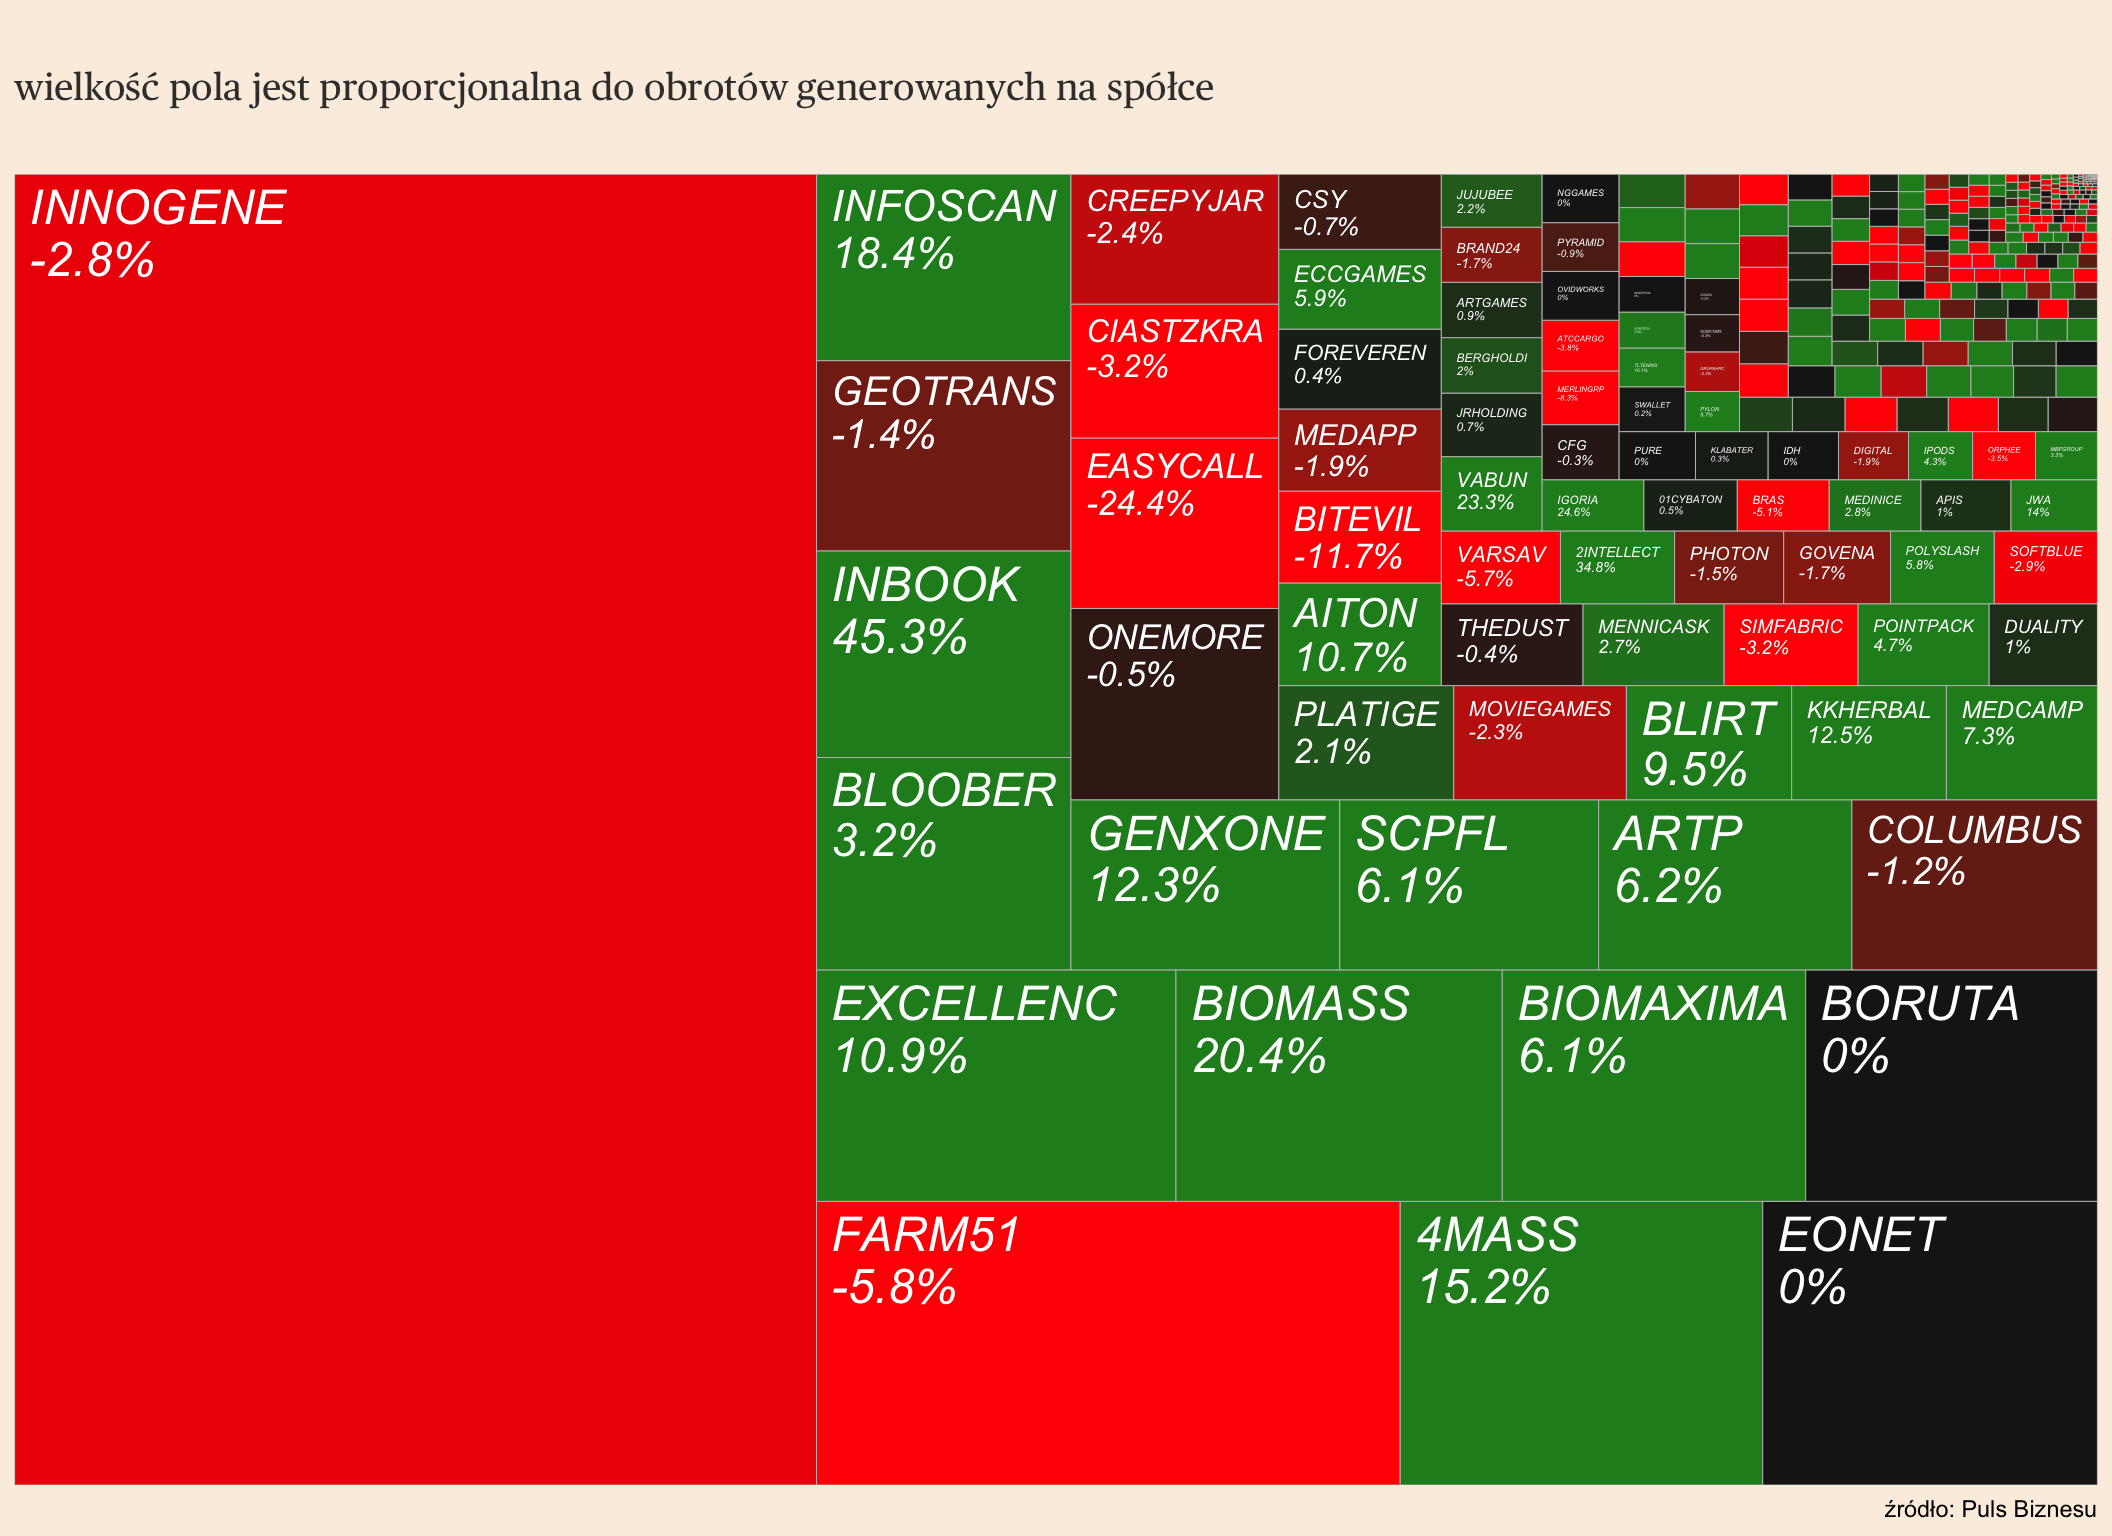 wielkość pola jest proporcjonalna do obrotów generowanych na spółce
INNOGENE
-2.8%
INFOSCAN
18.4%
GEOTRANS
-1.4%
INBOOK
45.3%
BLOOBER
3.2%
CREEPYJAR
-2.4%
CIASTZKRA
-3.2%
EASYCALL
-24.4%
ONEMORE
-0.5%
CSY
-0.7%
ECCGAMES
5.9%
FOREVEREN
0.4%
MEDAPP
-1.9%
BITEVIL
-11.7%
AITON
10.7%
JUJUBEE
2.2%
BRAND24
-1.7%
ARTGAMES
0.9%
BERGHOLDI
2%
JRHOLDING
0.7%
VABUN
23.3%
NGGAMES
0%
PYRAMID
-0.9%
OVIDWORKS
0%
ATCCARGO
-3.8%
MERLINGRP
-8.3%
CFG
-0.3%
TLTENNIS
10.1%
SWALLET
0.2%
PYLON
9.7%
PURE
0%
KLABATER
0.3%
IDH
0%
DIGITAL
-1.9%
IPODS
4.3%
ORPHEE
-3.5%
MBFGROUP
3.3%
IGORIA
24.6%
01CYBATON
0.5%
BRAS
-5.1%
MEDINICE
2.8%
APIS
1%
JWA
14%
VARSAV
-5.7%
2INTELLECT
34.8%
PHOTON
-1.5%
GOVENA
-1.7%
POLYSLASH
5.8%
SOFTBLUE
-2.9%
THEDUST
-0.4%
MENNICASK
2.7%
SIMFABRIC
-3.2%
POINTPACK
4.7%
DUALITY
1%
PLATIGE
2.1%
MOVIEGAMES
-2.3%
BLIRT
9.5%
KKHERBAL
12.5%
MEDCAMP
7.3%
GENXONE
12.3%
SCPFL
6.1%
ARTP
6.2%
COLUMBUS
-1.2%
EXCELLENC
10.9%
BIOMASS
20.4%
BIOMAXIMA
6.1%
BORUTA
0%
FARM51
-5.8%
4MASS
15.2%
EONET
0%
źródło: Puls Biznesu